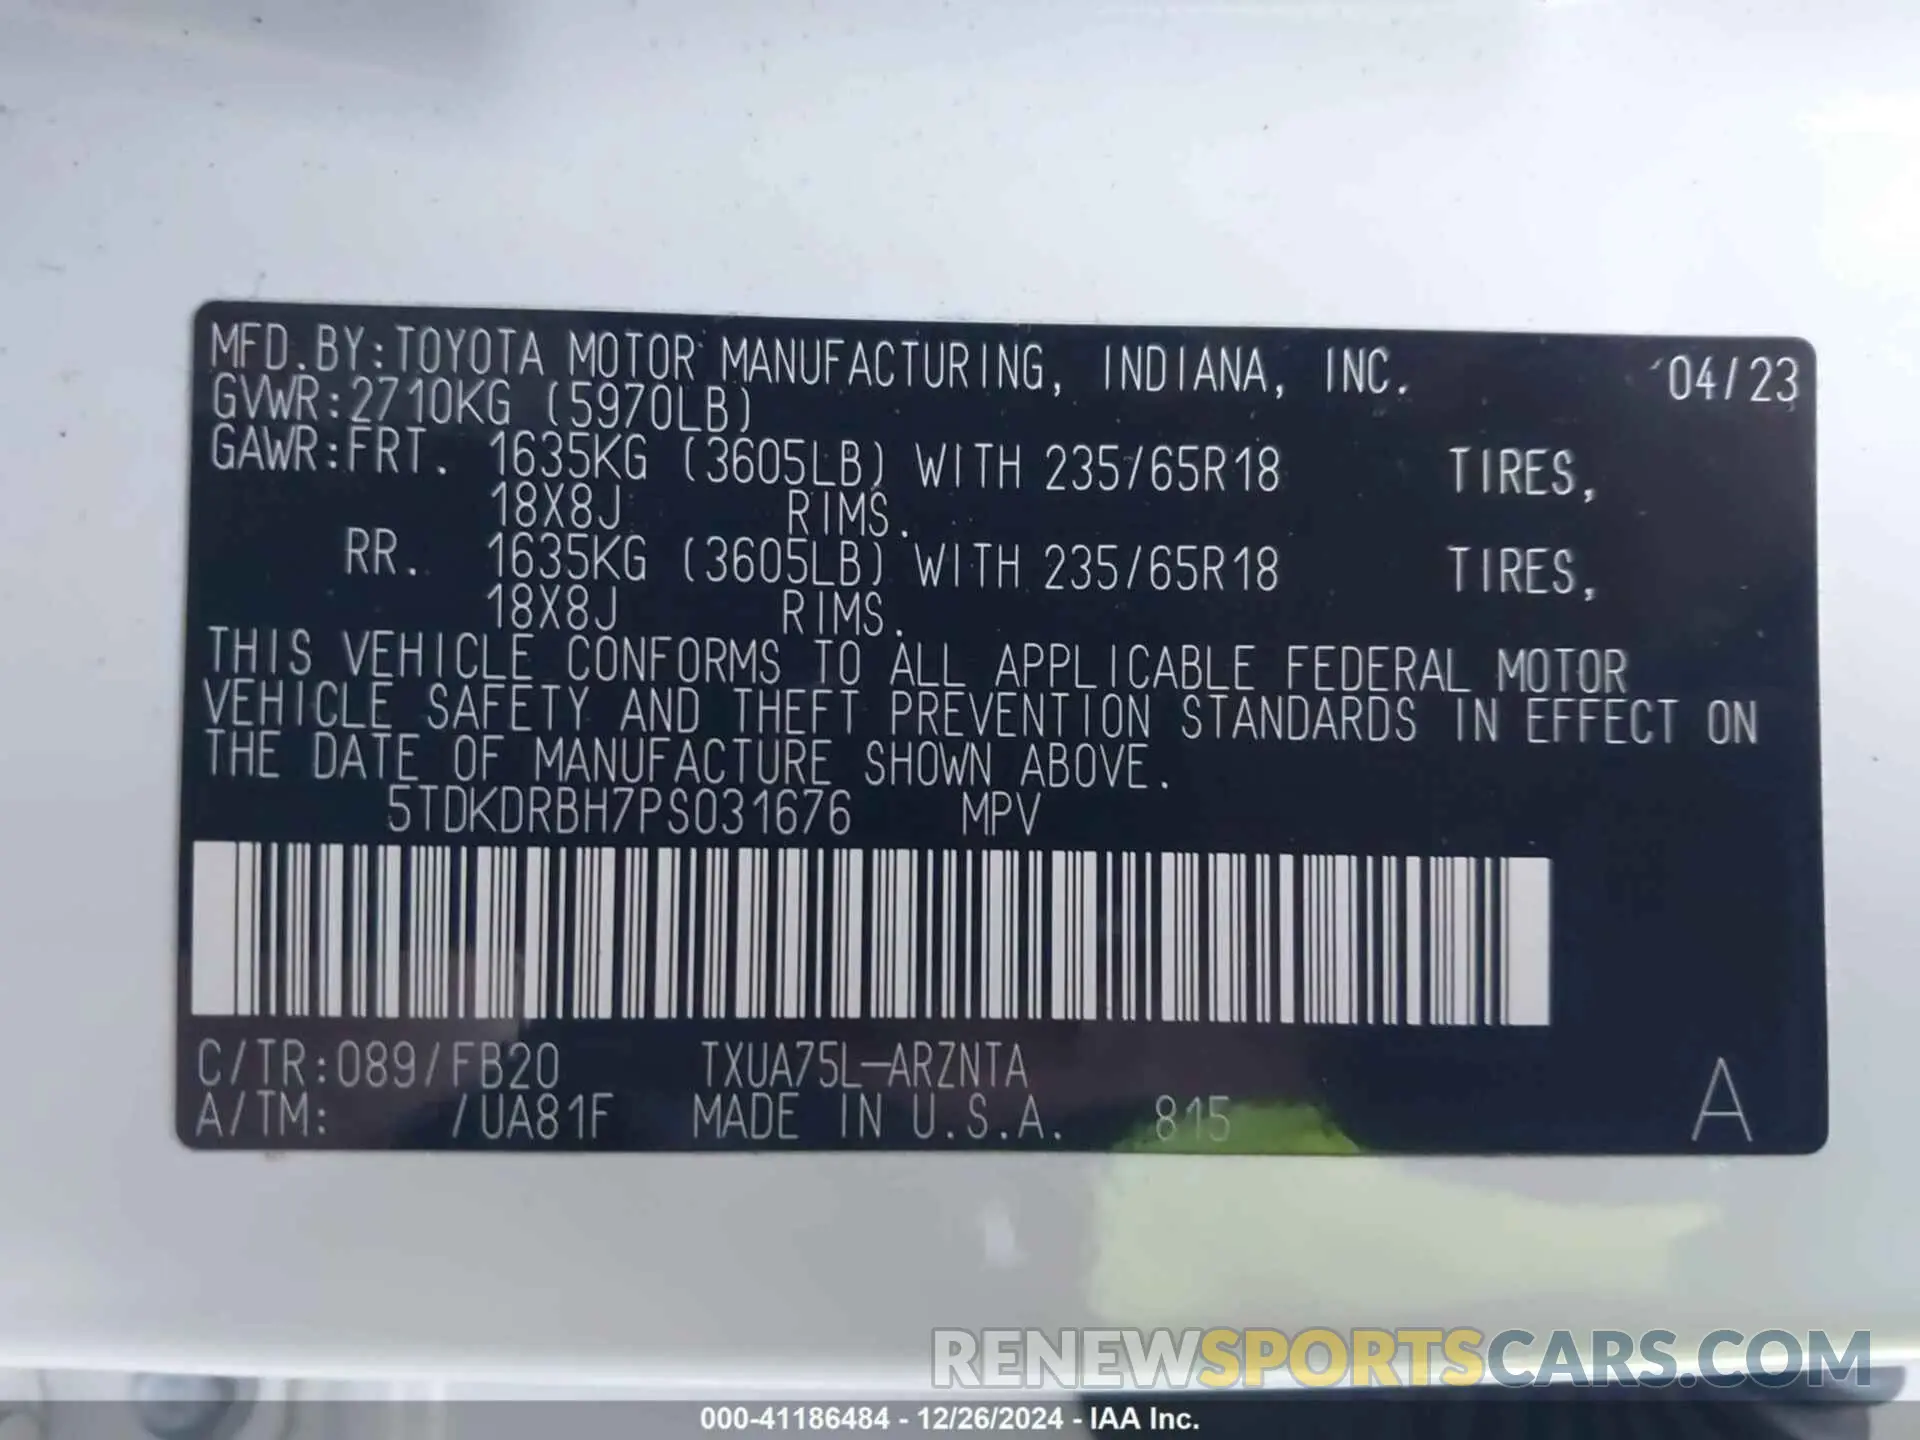 MFD.BY:TOYOTA MOTOR MANUFACTURING, INDIANA, INC. 04/23
GVWR:2710KG (5970LB)
GAWR:FRT. 1635KG (3605LB) WITH 235/65R18 TIRES,
18X8J RIMS.
RR. 1635KG (3605LB) WITH 235/65R18 TIRES,
18X8J RIMS.
THIS VEHICLE CONFORMS TO ALL APPLICABLE FEDERAL MOTOR
VEHICLE SAFETY AND THEFT PREVENTION STANDARDS IN EFFECT ON
THE DATE OF MANUFACTURE SHOWN ABOVE.
5TDKDRBH7PS031676 MPV
C/TR:089/FB20 TXUA75L-ARZNTA
A/TM: /UA81F MADE IN U.S.A. 815 A
RENEWSPORTSCARS.COM
000-41186484 - 12/26/2024 - IAA Inc.